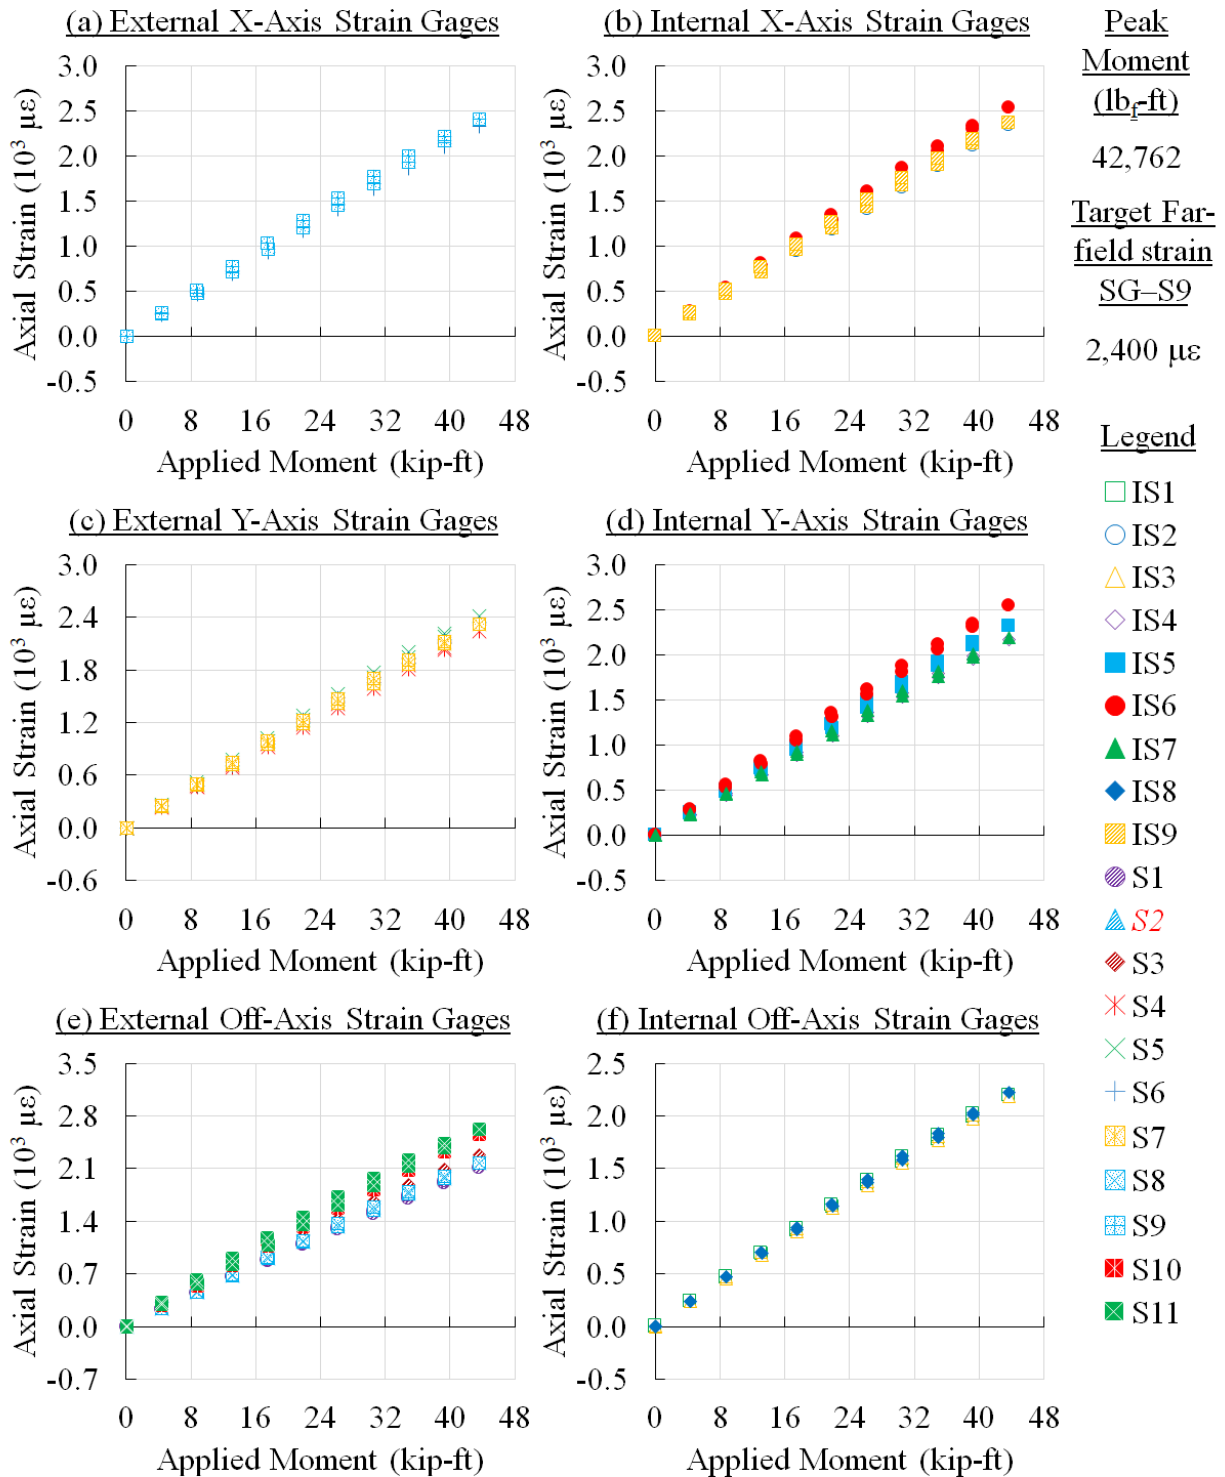 (a) External X-Axis Strain Gages
3.0
2.5
2.0
1.5
1.0
0.5
0.0
-0.5
Axial Strain (10³ με)
0 8 16 24 32 40 48
Applied Moment (kip-ft)
(b) Internal X-Axis Strain Gages
3.0
2.5
2.0
1.5
1.0
0.5
0.0
-0.5
Axial Strain (10³ με)
0 8 16 24 32 40 48
Applied Moment (kip-ft)
(c) External Y-Axis Strain Gages
3.0
2.4
1.8
1.2
0.6
0.0
-0.6
Axial Strain (10³ με)
0 8 16 24 32 40 48
Applied Moment (kip-ft)
(d) Internal Y-Axis Strain Gages
3.0
2.5
2.0
1.5
1.0
0.5
0.0
-0.5
Axial Strain (10³ με)
0 8 16 24 32 40 48
Applied Moment (kip-ft)
(e) External Off-Axis Strain Gages
3.5
2.8
2.1
1.4
0.7
0.0
-0.7
Axial Strain (10³ με)
0 8 16 24 32 40 48
Applied Moment (kip-ft)
(f) Internal Off-Axis Strain Gages
2.5
2.0
1.5
1.0
0.5
0.0
-0.5
Axial Strain (10³ με)
0 8 16 24 32 40 48
Applied Moment (kip-ft)
Peak
Moment
(lbf-ft)
42,762
Target Far-
field strain
SG–S9
2,400 με
Legend
IS1
IS2
IS3
IS4
IS5
IS6
IS7
IS8
IS9
S1
S2
S3
S4
S5
S6
S7
S8
S9
S10
S11